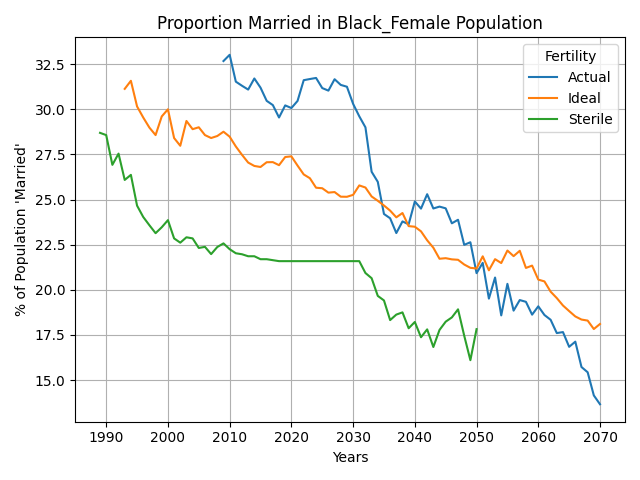 Proportion Married in Black_Female Population
% of Population 'Married'
32.5
30.0
27.5
25.0
22.5
20.0
17.5
15.0
Fertility
Actual
Ideal
Sterile
1990 2000 2010 2020 2030 2040 2050 2060 2070
Years